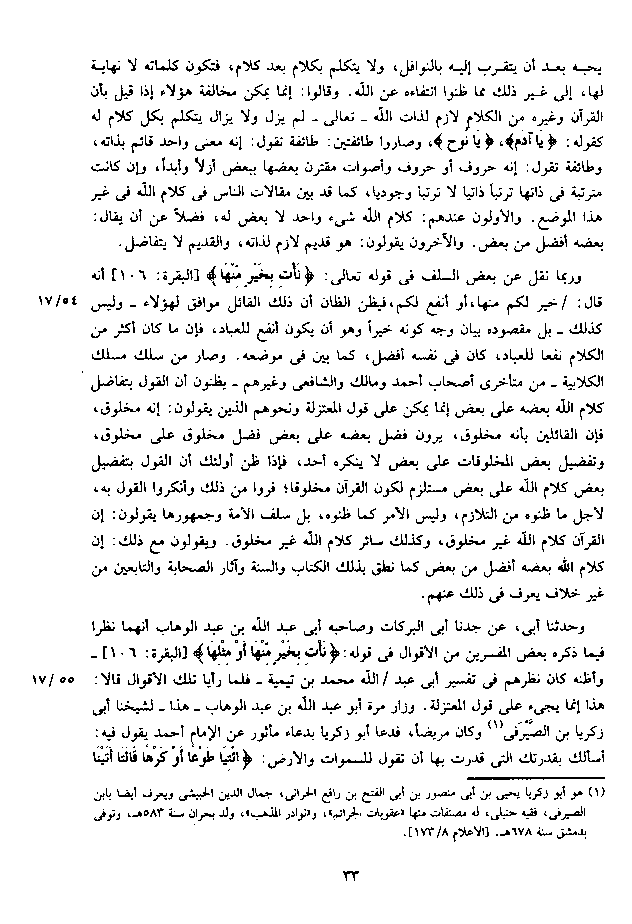 يحبه بعد أن يتقرب إليه بالنوافل، ولا يتكلم بكلام بعد كلام، فتكون كلماته لا نهاية
لها، إلى غير ذلك مما ظنوا انتفاءه عن الله. وقالوا: إنما يمكن مخالفة هؤلاء إذا قيل بأن
القرآن وغيره من الكلام لازم لذات الله ـ تعالى ـ لم يزل ولا يزال يتكلم بكل كلام له
كقوله: ﴿ يَا آدَم﴾، ﴿ يَا نُوح ﴾، وصاروا طائفتين: طائفة تقول: إنه معنى واحد قائم بذاته،
وطائفة تقول: إنه حروف أو حروف وأصوات مقترن بعضها ببعض أزلاً وأبداً، وإن كانت
مترتبة في ذاتها ترتباً ذاتيا لا ترتبا وجوديا، كما قد بين مقالات الناس في كلام الله في غير
هذا الموضع. والأولون عندهم: كلام الله شيء واحد لا بعض له، فضلاً عن أن يقال:
بعضه أفضل من بعض. والآخرون يقولون: هو قديم لازم لذاته، والقديم لا يتفاضل.
وربما نقل عن بعض السلف في قوله تعالى: ﴿ نَأْتِ بِخَيْرٍ مِّنْهَا ﴾ [البقرة: ١٠٦] أنه
قال: / خير لكم منها، أو أنفع لكم، فيظن الظان أن ذلك القائل موافق لهؤلاء ـ وليس ١٧/٥٤
كذلك ـ بل مقصوده بيان وجه كونه خيراً وهو أن يكون أنفع للعباد، فإن ما كان أكثر من
الكلام نفعا للعباد، كان في نفسه أفضل، كما بين في موضعه. وصار من سلك مسلك
الكلابية ـ من متأخرى أصحاب أحمد ومالك والشافعى وغيرهم ـ يظنون أن القول بتفاضل
كلام الله بعضه على بعض إنما يمكن على قول المعتزلة ونحوهم الذين يقولون: إنه مخلوق،
فإن القائلين بأنه مخلوق، يرون فضل بعضه على بعض فضل مخلوق على مخلوق،
وتفضيل بعض المخلوقات على بعض لا ينكره أحد، فإذا ظن أولئك أن القول بتفضيل
بعض كلام الله على بعض مستلزم لكون القرآن مخلوقا؛ فروا من ذلك وأنكروا القول به،
لأجل ما ظنوه من التلازم، وليس الأمر كما ظنوه، بل سلف الأمة وجمهورها يقولون: إن
القرآن كلام الله غير مخلوق، وكذلك سائر كلام الله غير مخلوق. ويقولون مع ذلك: إن
كلام الله بعضه أفضل من بعض كما نطق بذلك الكتاب والسنة وآثار الصحابة والتابعين من
غير خلاف يعرف في ذلك عنهم.
وحدثنا أبى، عن جدنا أبى البركات وصاحبه أبى عبد الله بن عبد الوهاب أنهما نظرا
فيما ذكره بعض المفسرين من الأقوال في قوله: ﴿ نَأْتِ بِخَيْرٍ مِّنْهَا أَوْ مِثْلِهَا ﴾ [البقرة: ١٠٦] ـ
وأظنه كان نظرهم في تفسير أبى عبد / الله محمد بن تيمية ـ فلما رأيا تلك الأقوال قالا: ١٧/٥٥
هذا إنما يجىء على قول المعتزلة. وزار مرة أبو عبد الله بن عبد الوهاب ـ هذا ـ لشيخنا أبى
زكريا بن الصَّيْرَفى(١) وكان مريضاً، فدعا أبو زكريا بدعاء مأثور عن الإمام أحمد يقول فيه:
أسألك بقدرتك التى قدرت بها أن تقول للسموات والأرض: ﴿ ائْتِيَا طَوْعًا أَوْ كَرْهًا قَالَتَا أَتَيْنَا
(١) هو أبو زكريا يحيى بن أبى منصور بن أبى الفتح بن رافع الحرانى، جمال الدين الحبيشى ويعرف أيضا بابن
الصيرفى، فقيه حنبلى، له مصنفات منها «عقوبات الجرائم»، و«نوادر المذهب»، ولد بحران سنة ٥٨٣هـ، وتوفى
بدمشق سنة ٦٧٨هـ. [الأعلام ٨/١٧٣].
٣٣